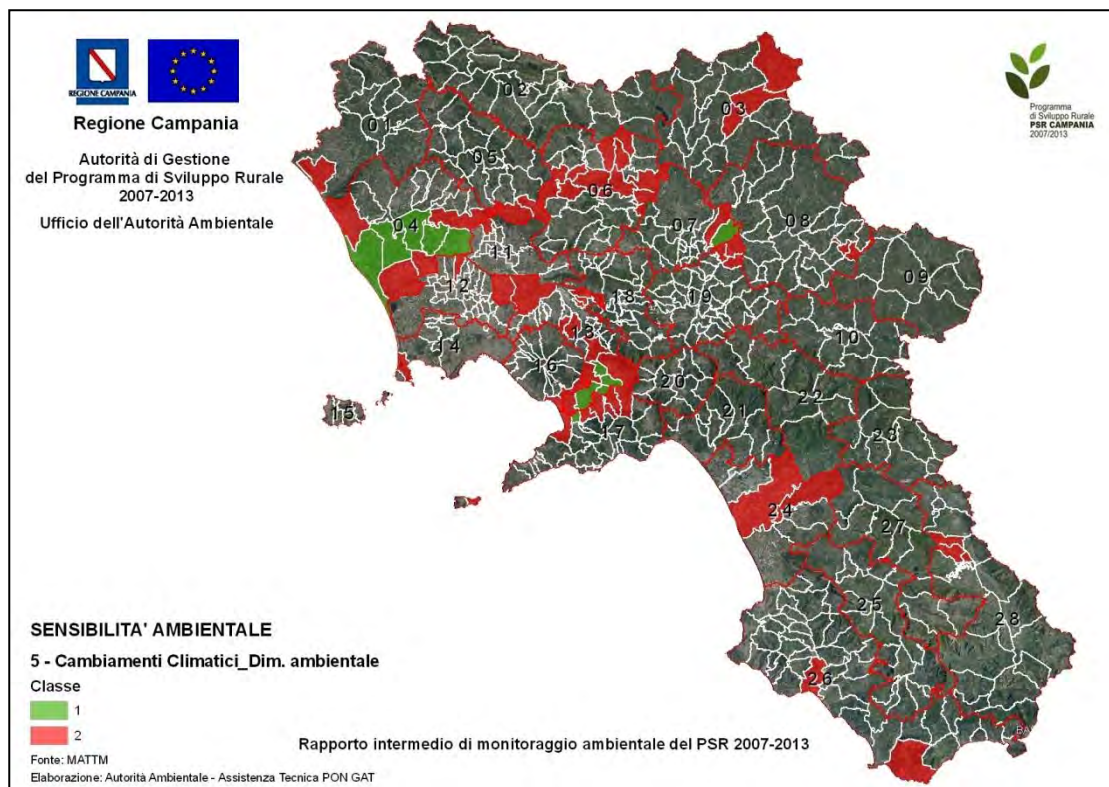 REGIONE CAMPANIA
Regione Campania
Autorità di Gestione
del Programma di Sviluppo Rurale
2007-2013
Ufficio dell'Autorità Ambientale
Programma
di Sviluppo Rurale
PSR CAMPANIA
2007/2013
01
02
03
04
05
06
07
08
09
10
11
12
13
14
15
16
17
18
19
20
21
22
23
24
25
26
27
28
SENSIBILITA' AMBIENTALE
5 - Cambiamenti Climatici_Dim. ambientale
Classe
1
2
Fonte: MATTM
Elaborazione: Autorità Ambientale - Assistenza Tecnica PON GAT
Rapporto intermedio di monitoraggio ambientale del PSR 2007-2013